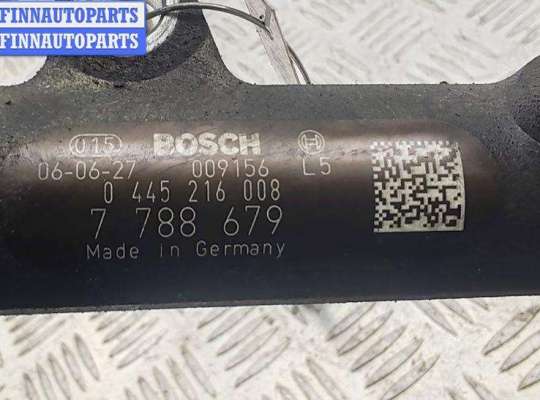 FINNAUTOPARTS
FINNAUTOPARTS
015 BOSCH
06-06-27 009156 L5
0 445 216 008
7 788 679
Made in Germany